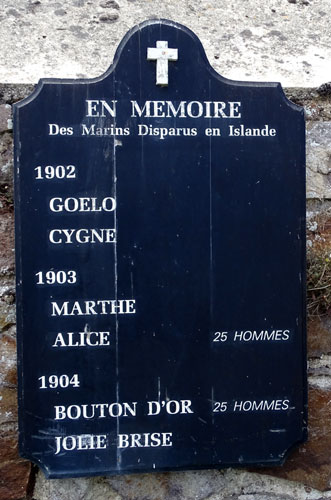 EN MEMOIRE
Des Marins Disparus en Islande
1902
GOELO
CYGNE
1903
MARTHE
ALICE 25 HOMMES
1904
BOUTON D'OR 25 HOMMES
JOLIE BRISE